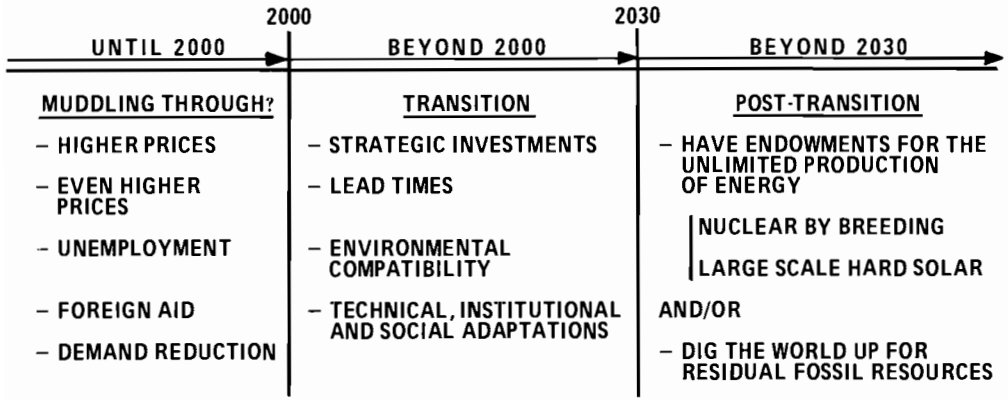 2000
2030
UNTIL 2000
BEYOND 2000
BEYOND 2030
MUDDLING THROUGH?
– HIGHER PRICES
– EVEN HIGHER
PRICES
– UNEMPLOYMENT
– FOREIGN AID
– DEMAND REDUCTION
TRANSITION
– STRATEGIC INVESTMENTS
– LEAD TIMES
– ENVIRONMENTAL
COMPATIBILITY
– TECHNICAL, INSTITUTIONAL
AND SOCIAL ADAPTATIONS
POST-TRANSITION
– HAVE ENDOWMENTS FOR THE
UNLIMITED PRODUCTION
OF ENERGY
NUCLEAR BY BREEDING
LARGE SCALE HARD SOLAR
AND/OR
– DIG THE WORLD UP FOR
RESIDUAL FOSSIL RESOURCES